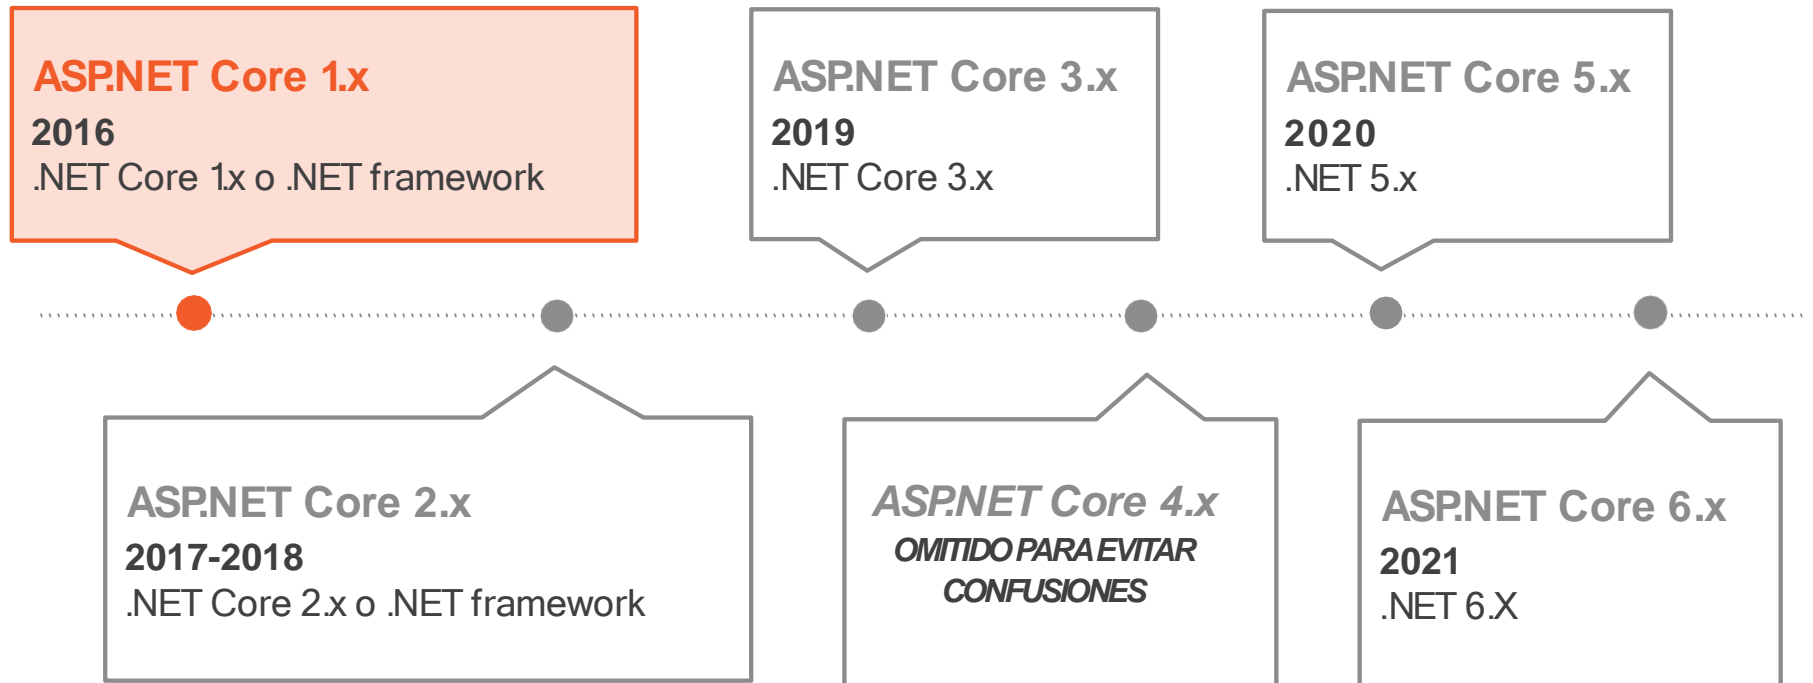 ASP.NET Core 1.x
2016
.NET Core 1.x o .NET framework
ASP.NET Core 2.x
2017-2018
.NET Core 2.x o .NET framework
ASP.NET Core 3.x
2019
.NET Core 3.x
ASP.NET Core 4.x
OMITIDO PARA EVITAR
CONFUSIONES
ASP.NET Core 5.x
2020
.NET 5.x
ASP.NET Core 6.x
2021
.NET 6.X